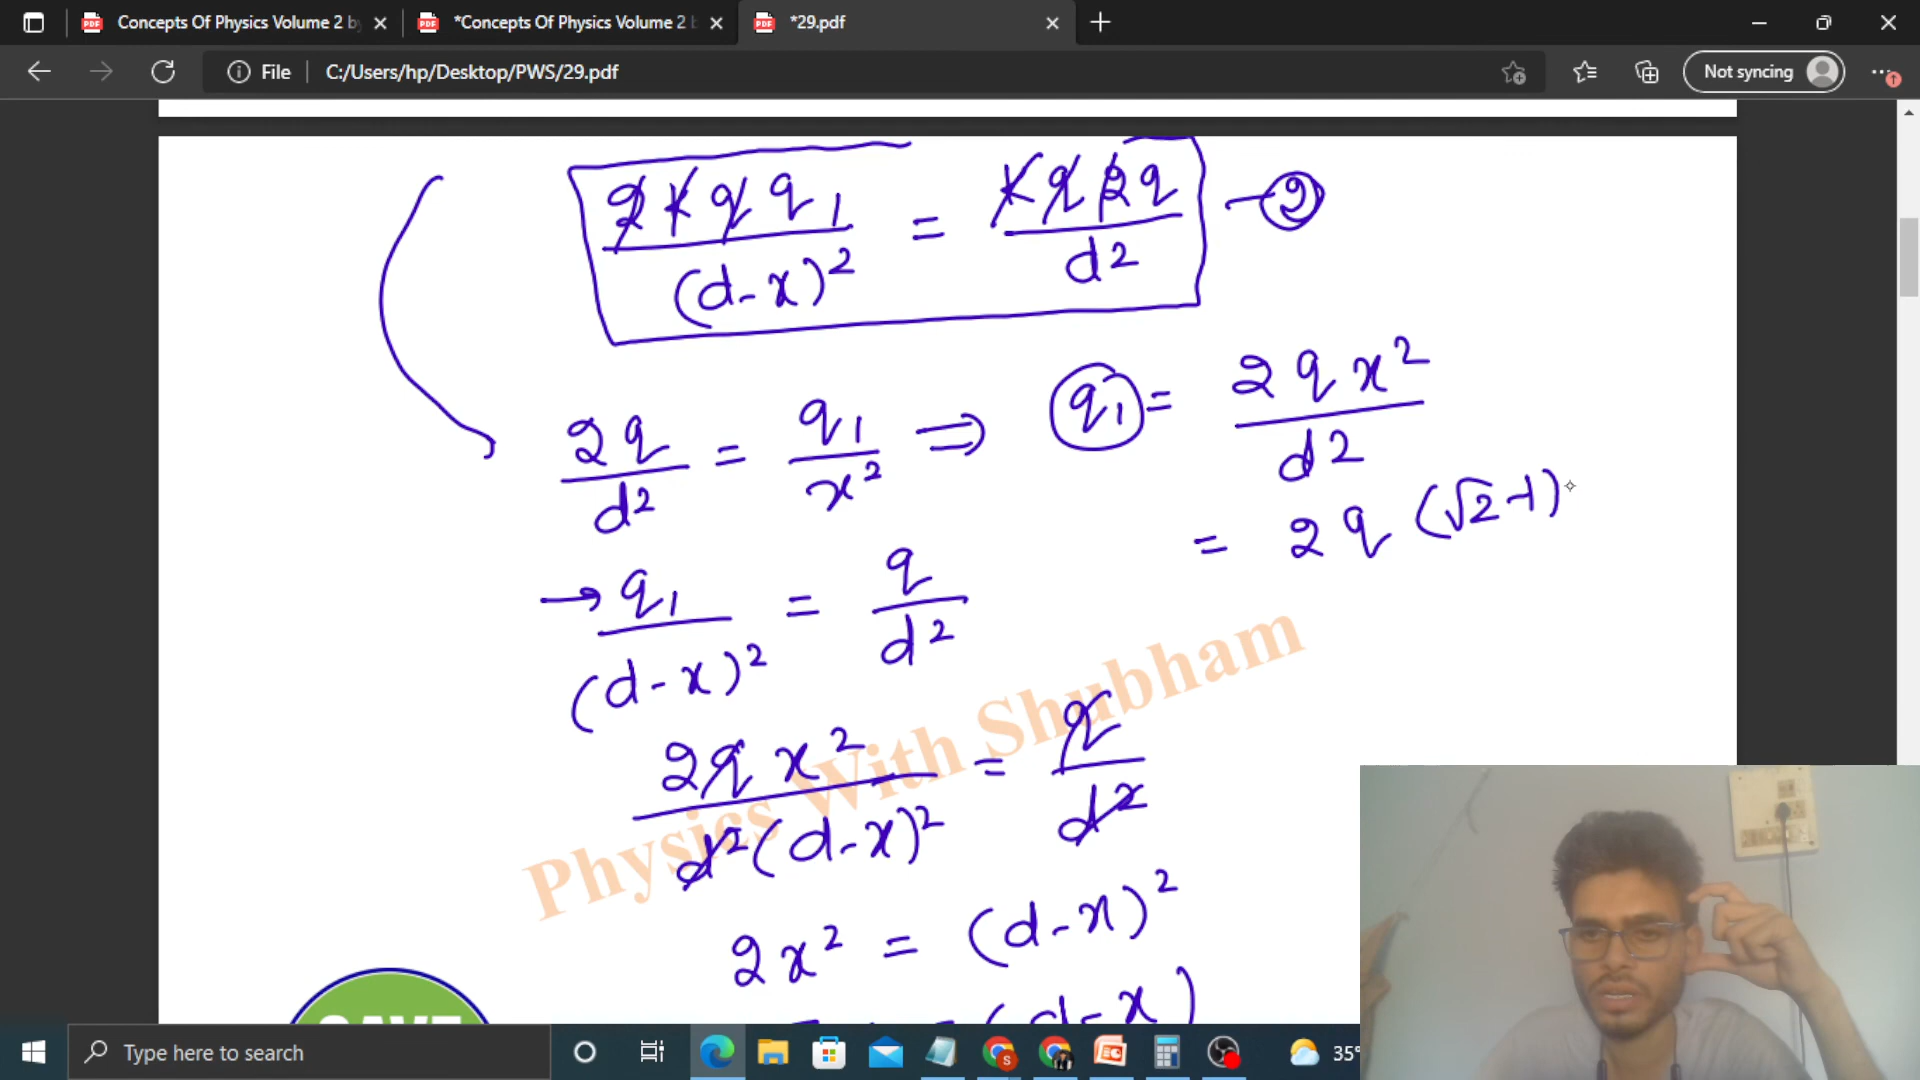 Concepts Of Physics Volume 2 by
*Concepts Of Physics Volume 2 b
*29.pdf
File
C:/Users/hp/Desktop/PWS/29.pdf
Not syncing
2kqq₁/(d-x)² = kq2q/d² -②
2q/d² = q₁/x² ⇒ q₁ = 2qx²/d²
= 2q(√2-1)
→ q₁/(d-x)² = q/d²
2qx²/d²(d-x)² = q/d²
2x² = (d-x)²
(d-x)
Physics With Shubham
SAVE
Type here to search
35°